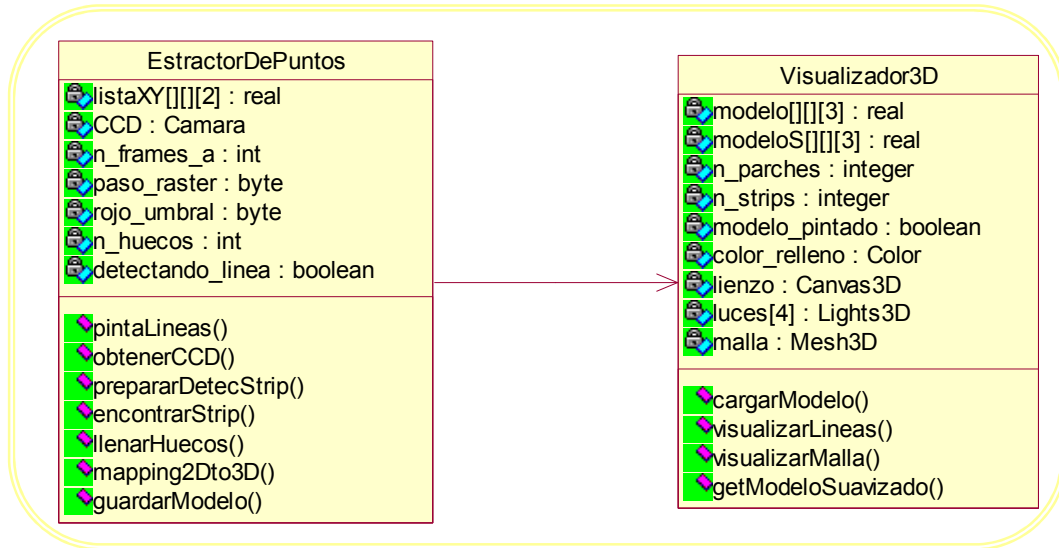 EstractorDePuntos
listaXY[][][2] : real
CCD : Camara
n_frames_a : int
paso_raster : byte
rojo_umbral : byte
n_huecos : int
detectando_linea : boolean
pintaLineas()
obtenerCCD()
prepararDetecStrip()
encontrarStrip()
llenarHuecos()
mapping2Dto3D()
guardarModelo()
Visualizador3D
modelo[][][3] : real
modeloS[][][3] : real
n_parches : integer
n_strips : integer
modelo_pintado : boolean
color_relleno : Color
lienzo : Canvas3D
luces[4] : Lights3D
malla : Mesh3D
cargarModelo()
visualizarLineas()
visualizarMalla()
getModeloSuavizado()